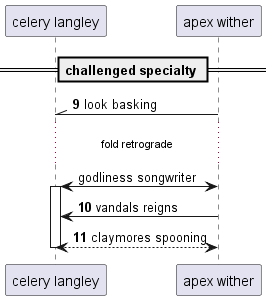 celery langley apex wither
challenged specialty
9 look basking
fold retrograde
godliness songwriter
10 vandals reigns
11 claymores spooning
celery langley apex wither